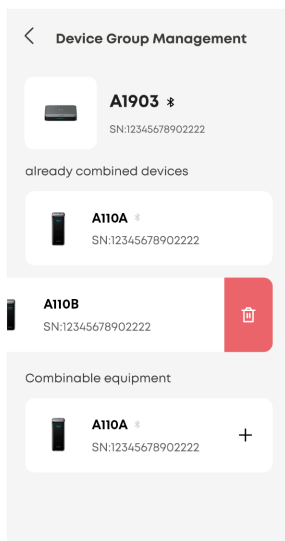 Device Group Management
A1903
SN:12345678902222
already combined devices
A110A
SN:12345678902222
A110B
SN:12345678902222
Combinable equipment
A110A
SN:12345678902222